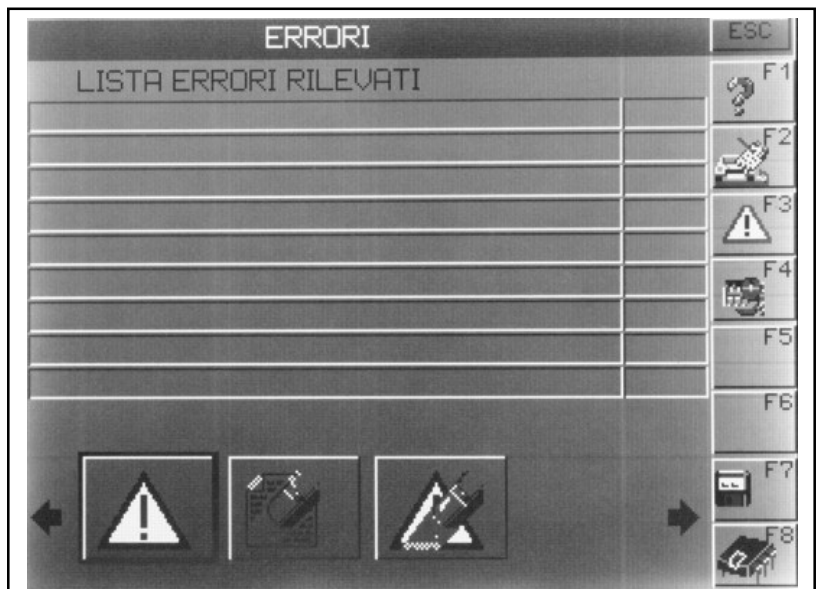 ERRORI
ESC
LISTA ERRORI RILEVATI
F1
F2
F3
F4
F5
F6
F7
F8